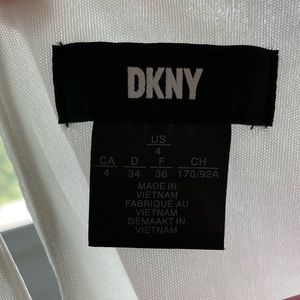 DKNY
US
4
CA D F CH
4 34 36 170/92A
MADE IN
VIETNAM
FABRIQUÉ AU
VIETNAM
GEMAAKT IN
VIETNAM